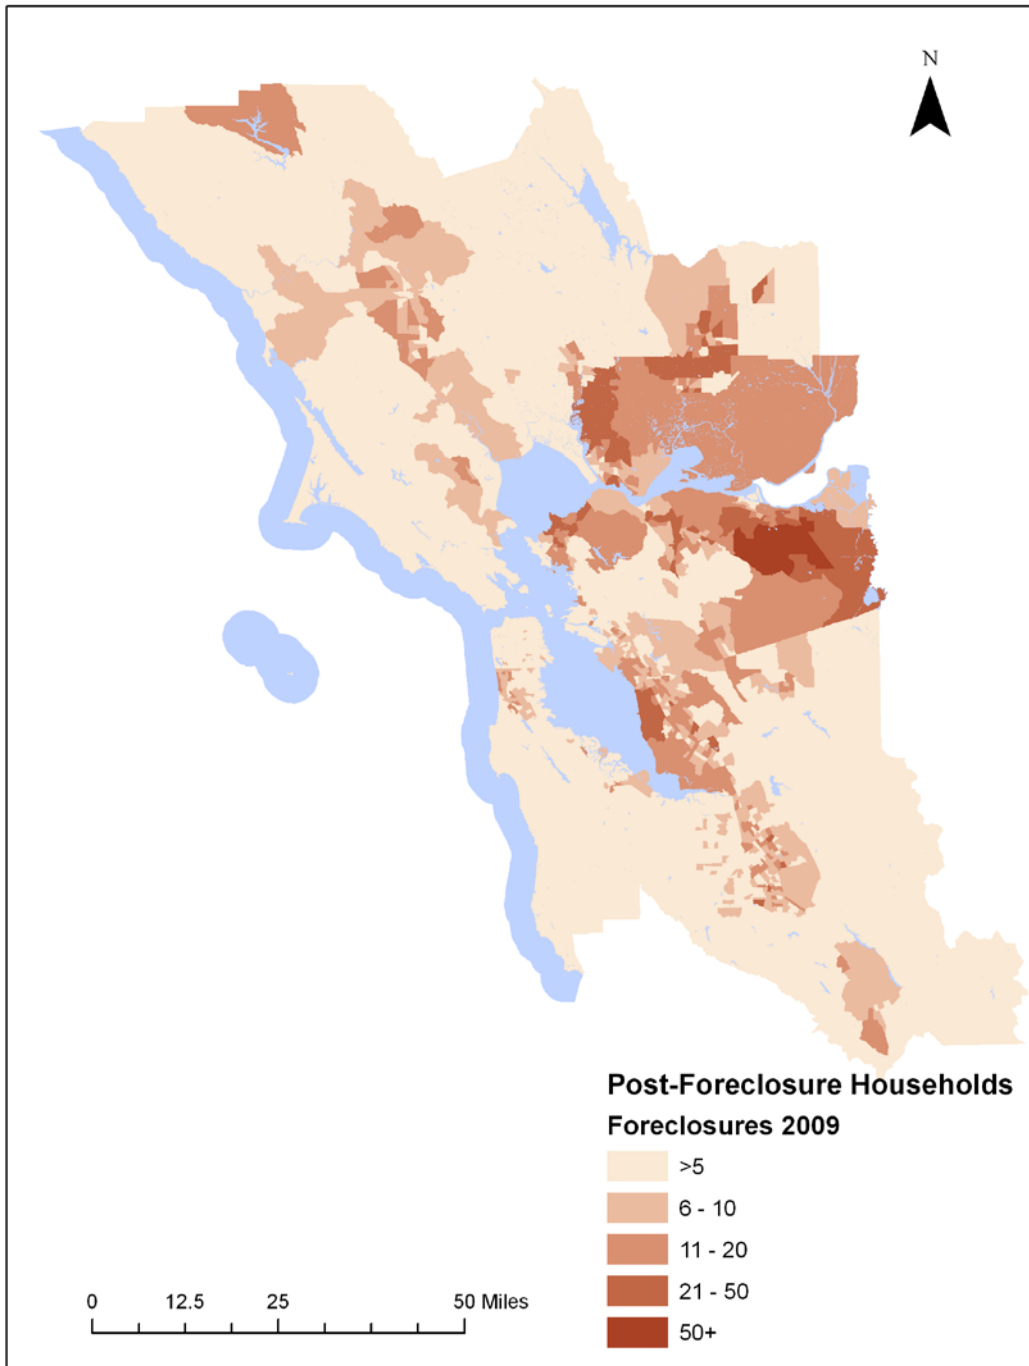 N
Post-Foreclosure Households
Foreclosures 2009
>5
6 - 10
11 - 20
21 - 50
50+
0 12.5 25 50 Miles